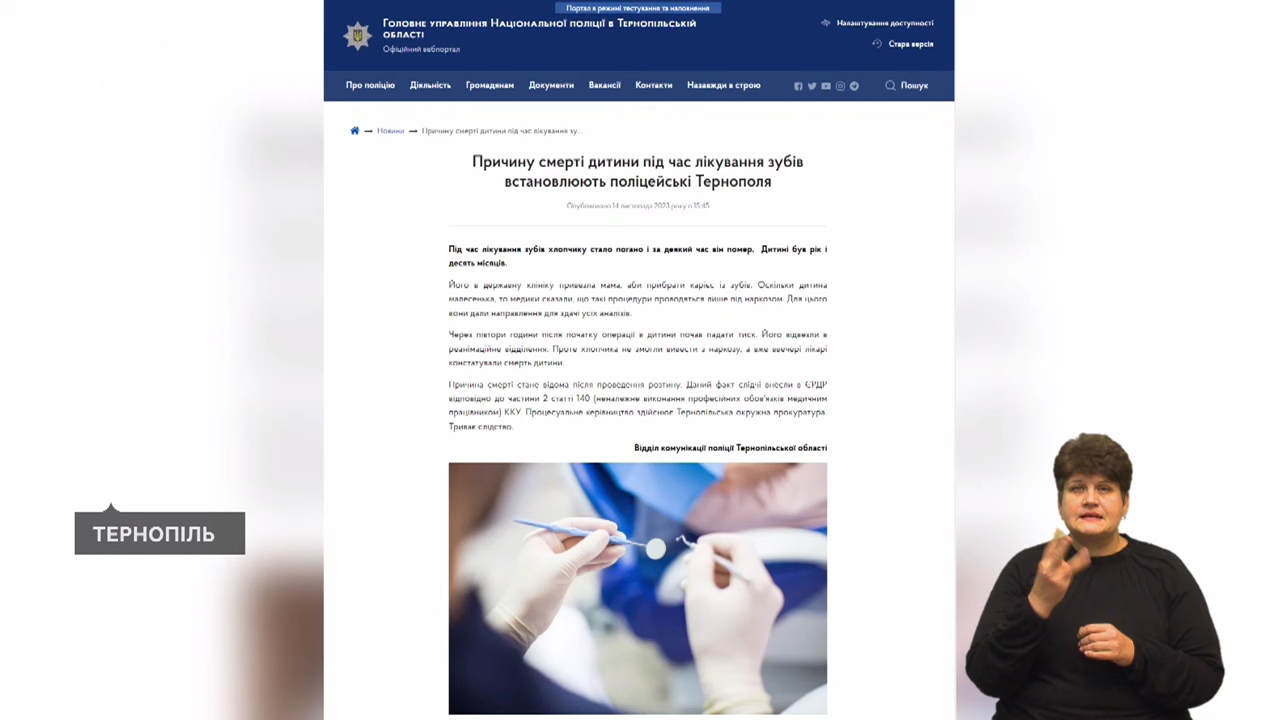 Портал в режимі тестування та наповнення
Головне управління Національної поліції в Тернопільській
області
Офіційний вебпортал
Налаштування доступності
Стара версія
Про поліцію Діяльність Громадянам Документи Вакансії Контакти Назавжди в строю Пошук
Новини Причину смерті дитини під час лікування зу...
Причину смерті дитини під час лікування зубів
встановлюють поліцейські Тернополя
Опубліковано 14 листопада 2023 року о 15:45
Під час лікування зубів хлопчику стало погано і за деякий час він помер. Дитині був рік і
десять місяців.
Його в державну клініку привезла мама, аби прибрати карієс із зубів. Оскільки дитина
малесенька, то медики сказали, що такі процедури проводяться лише під наркозом. Для цього
вони дали направлення для здачі усіх аналізів.
Через півтори години після початку операції в дитини почав падати тиск. Його відвезли в
реанімаційне відділення. Проте хлопчика не змогли вивести з наркозу, а вже ввечері лікарі
констатували смерть дитини.
Причина смерті стане відома після проведення розтину. Даний факт слідчі внесли в ЄРДР
відповідно до частини 2 статті 140 (неналежне виконання професійних обов'язків медичним
працівником) ККУ. Процесуальне керівництво здійснює Тернопільська окружна прокуратура.
Триває слідство.
Відділ комунікації поліції Тернопільської області
ТЕРНОПІЛЬ